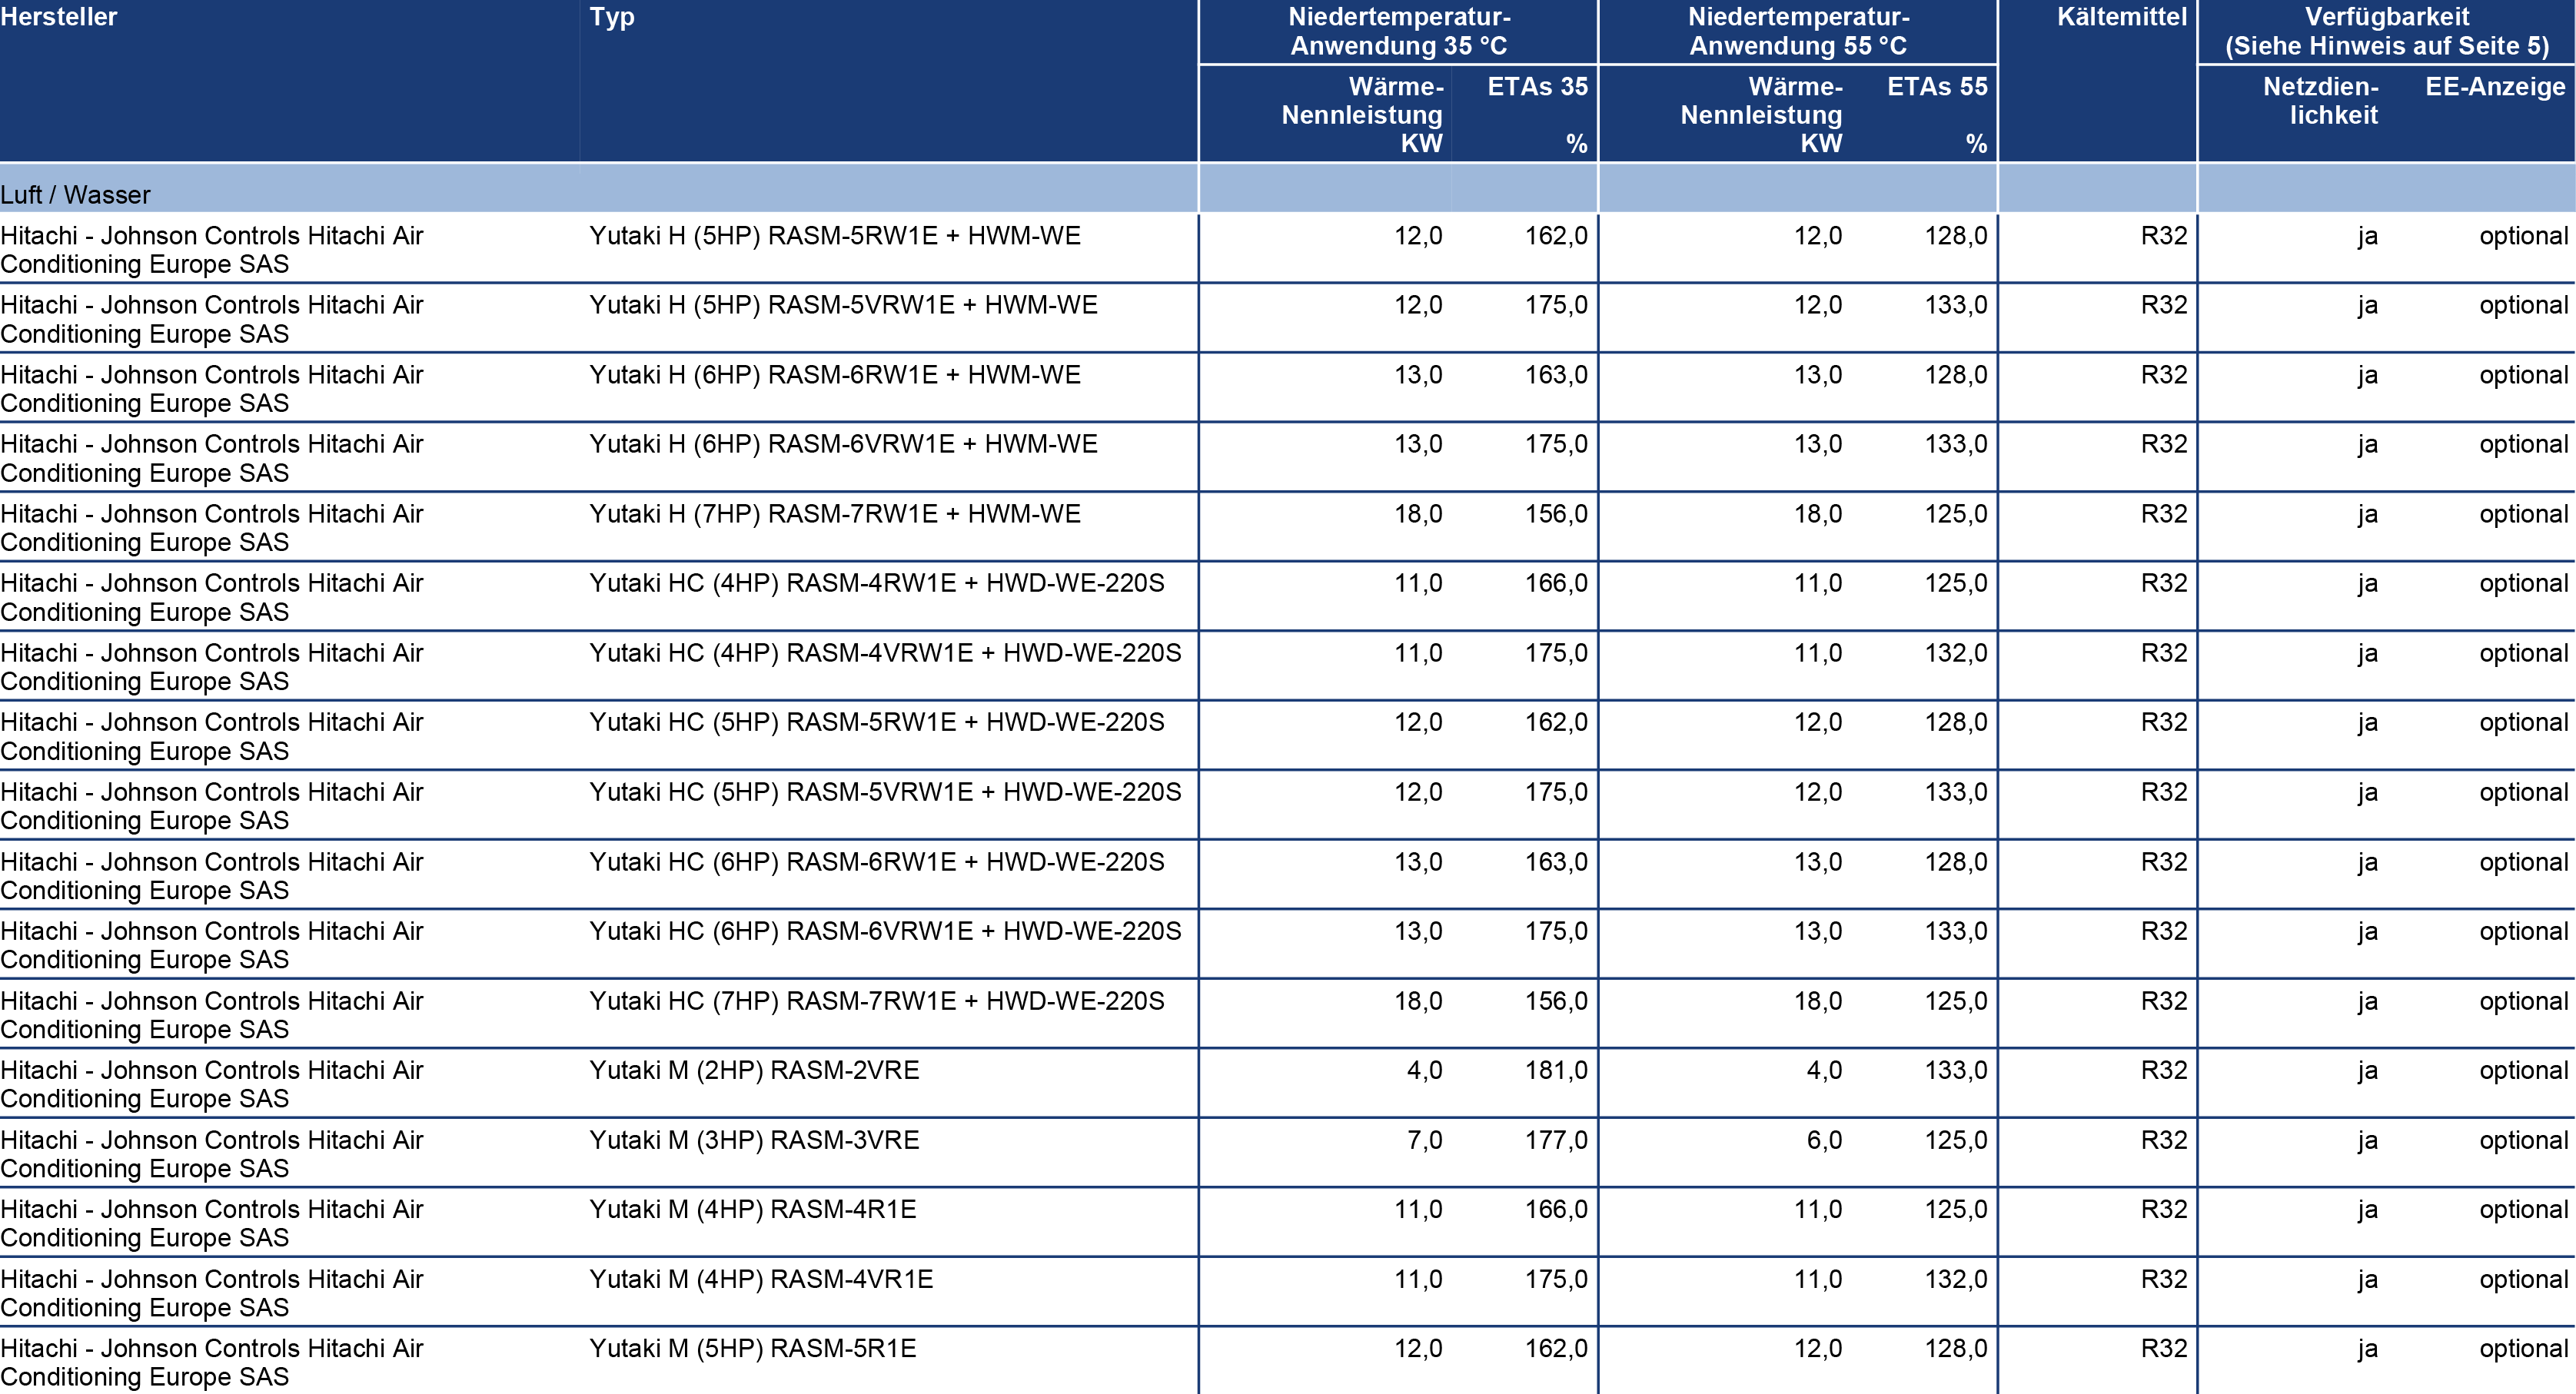 Hersteller Typ Niedertemperatur- Niedertemperatur- Kältemittel Verfügbarkeit
Anwendung 35 °C Anwendung 55 °C (Siehe Hinweis auf Seite 5)
Wärme- ETAs 35 Wärme- ETAs 55 Netzdien- EE-Anzeige
Nennleistung Nennleistung lichkeit
KW % KW %
Luft / Wasser
Hitachi - Johnson Controls Hitachi Air Yutaki H (5HP) RASM-5RW1E + HWM-WE 12,0 162,0 12,0 128,0 R32 ja optional
Conditioning Europe SAS
Hitachi - Johnson Controls Hitachi Air Yutaki H (5HP) RASM-5VRW1E + HWM-WE 12,0 175,0 12,0 133,0 R32 ja optional
Conditioning Europe SAS
Hitachi - Johnson Controls Hitachi Air Yutaki H (6HP) RASM-6RW1E + HWM-WE 13,0 163,0 13,0 128,0 R32 ja optional
Conditioning Europe SAS
Hitachi - Johnson Controls Hitachi Air Yutaki H (6HP) RASM-6VRW1E + HWM-WE 13,0 175,0 13,0 133,0 R32 ja optional
Conditioning Europe SAS
Hitachi - Johnson Controls Hitachi Air Yutaki H (7HP) RASM-7RW1E + HWM-WE 18,0 156,0 18,0 125,0 R32 ja optional
Conditioning Europe SAS
Hitachi - Johnson Controls Hitachi Air Yutaki HC (4HP) RASM-4RW1E + HWD-WE-220S 11,0 166,0 11,0 125,0 R32 ja optional
Conditioning Europe SAS
Hitachi - Johnson Controls Hitachi Air Yutaki HC (4HP) RASM-4VRW1E + HWD-WE-220S 11,0 175,0 11,0 132,0 R32 ja optional
Conditioning Europe SAS
Hitachi - Johnson Controls Hitachi Air Yutaki HC (5HP) RASM-5RW1E + HWD-WE-220S 12,0 162,0 12,0 128,0 R32 ja optional
Conditioning Europe SAS
Hitachi - Johnson Controls Hitachi Air Yutaki HC (5HP) RASM-5VRW1E + HWD-WE-220S 12,0 175,0 12,0 133,0 R32 ja optional
Conditioning Europe SAS
Hitachi - Johnson Controls Hitachi Air Yutaki HC (6HP) RASM-6RW1E + HWD-WE-220S 13,0 163,0 13,0 128,0 R32 ja optional
Conditioning Europe SAS
Hitachi - Johnson Controls Hitachi Air Yutaki HC (6HP) RASM-6VRW1E + HWD-WE-220S 13,0 175,0 13,0 133,0 R32 ja optional
Conditioning Europe SAS
Hitachi - Johnson Controls Hitachi Air Yutaki HC (7HP) RASM-7RW1E + HWD-WE-220S 18,0 156,0 18,0 125,0 R32 ja optional
Conditioning Europe SAS
Hitachi - Johnson Controls Hitachi Air Yutaki M (2HP) RASM-2VRE 4,0 181,0 4,0 133,0 R32 ja optional
Conditioning Europe SAS
Hitachi - Johnson Controls Hitachi Air Yutaki M (3HP) RASM-3VRE 7,0 177,0 6,0 125,0 R32 ja optional
Conditioning Europe SAS
Hitachi - Johnson Controls Hitachi Air Yutaki M (4HP) RASM-4R1E 11,0 166,0 11,0 125,0 R32 ja optional
Conditioning Europe SAS
Hitachi - Johnson Controls Hitachi Air Yutaki M (4HP) RASM-4VR1E 11,0 175,0 11,0 132,0 R32 ja optional
Conditioning Europe SAS
Hitachi - Johnson Controls Hitachi Air Yutaki M (5HP) RASM-5R1E 12,0 162,0 12,0 128,0 R32 ja optional
Conditioning Europe SAS